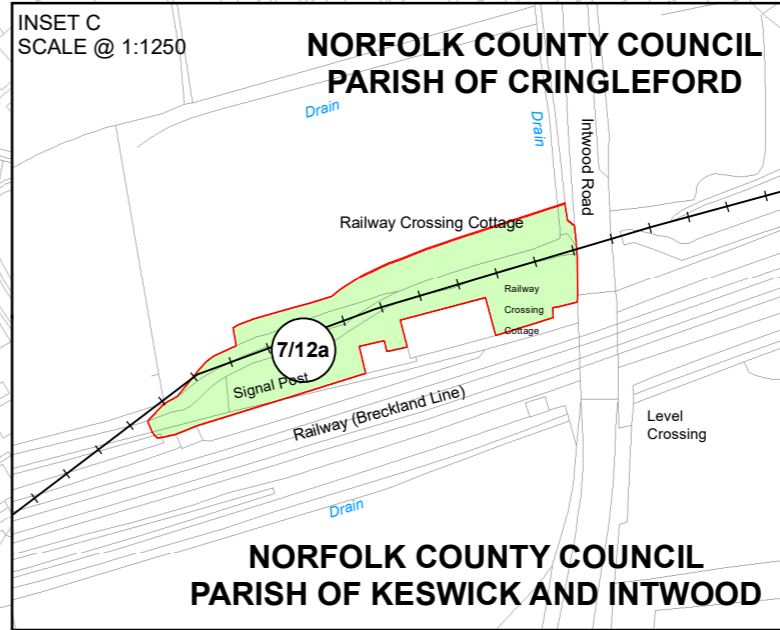 INSET C
SCALE @ 1:1250
NORFOLK COUNTY COUNCIL
PARISH OF CRINGLEFORD
Drain
Drain
Intwood Road
Railway Crossing Cottage
Railway
Crossing
Cottage
7/12a
Signal Post
Railway (Breckland Line)
Level
Crossing
Drain
NORFOLK COUNTY COUNCIL
PARISH OF KESWICK AND INTWOOD